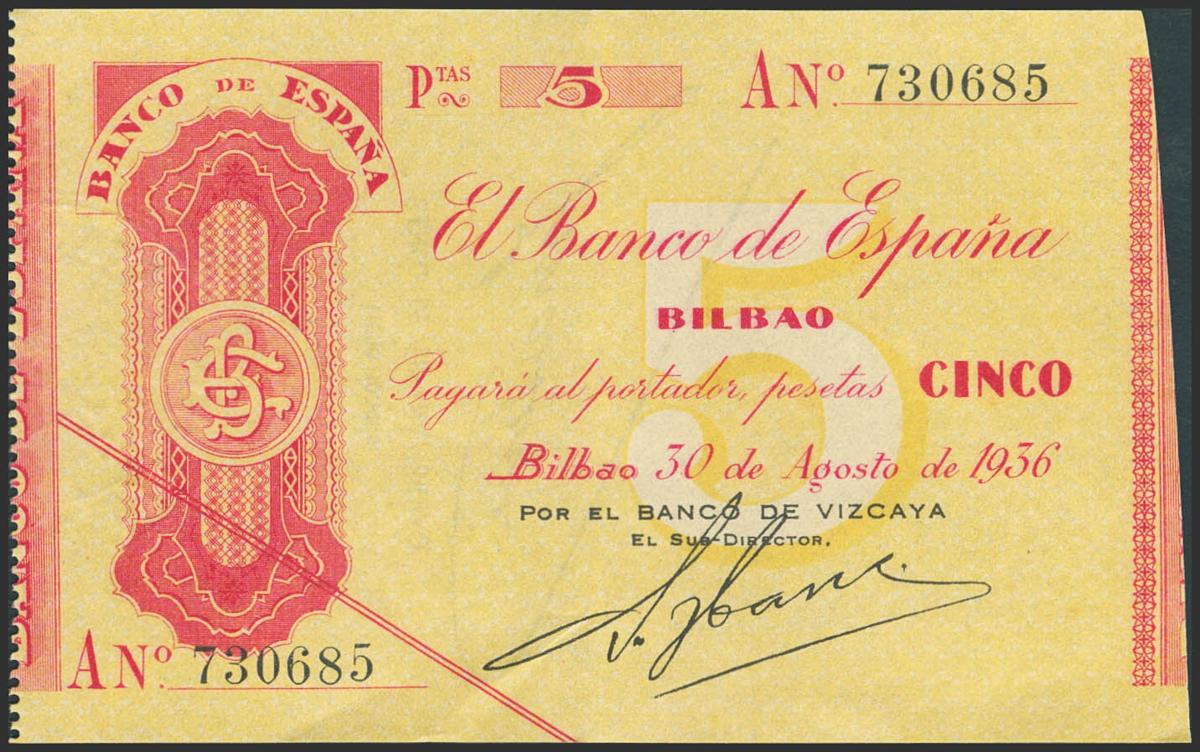 BANCO DE ESPAÑA
PTAS 5 A Nº. 730685
El Banco de España
BILBAO
Pagará al portador, pesetas CINCO
Bilbao 30 de Agosto de 1936
POR EL BANCO DE VIZCAYA
EL SUB-DIRECTOR,
A Nº. 730685
5